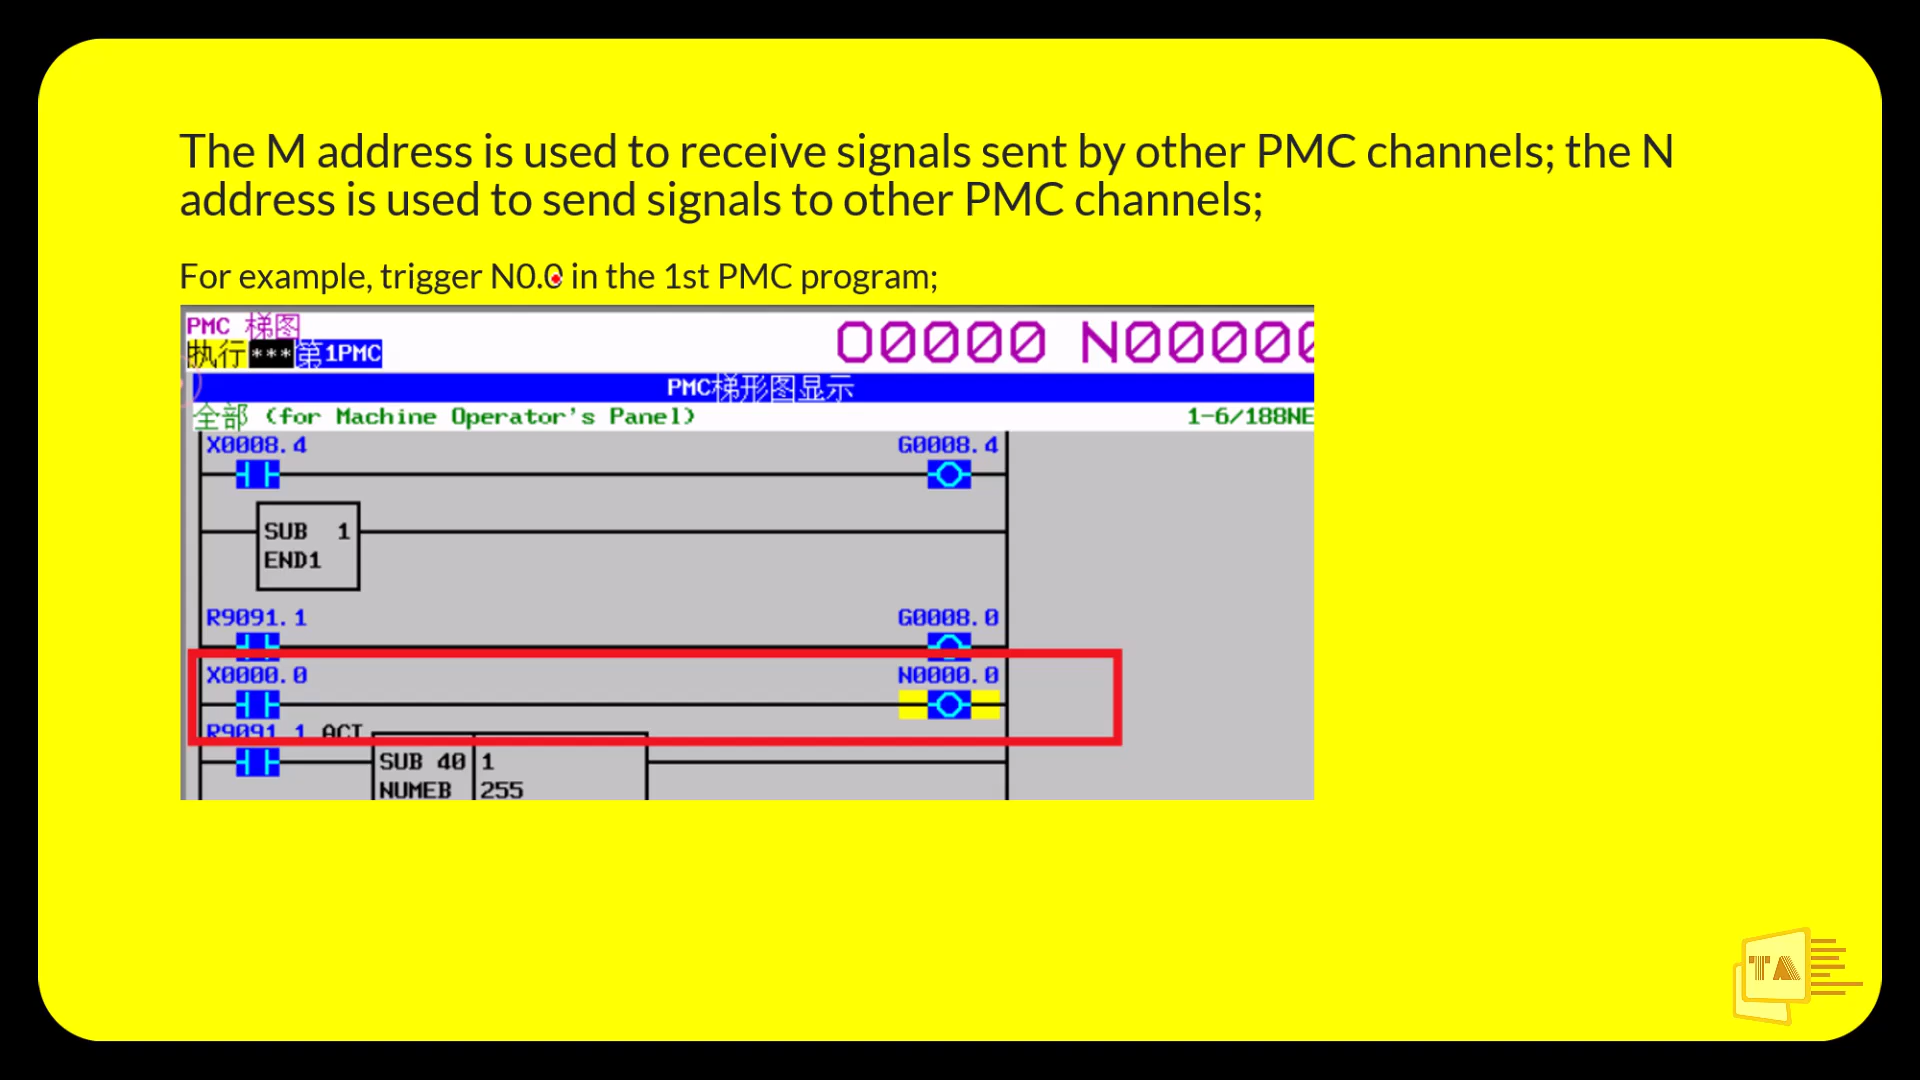 The M address is used to receive signals sent by other PMC channels; the N
address is used to send signals to other PMC channels;
For example, trigger N0.0 in the 1st PMC program;
PMC 梯图
O0000 N00000
执行 *** 第1PMC
PMC梯形图显示
全部 (for Machine Operator's Panel) 1-6/188NE
X0008.4 G0008.4
SUB 1
END1
R9091.1 G0008.0
X0000.0 N0000.0
R9091.1 ACT
SUB 40 1
NUMEB 255
TA